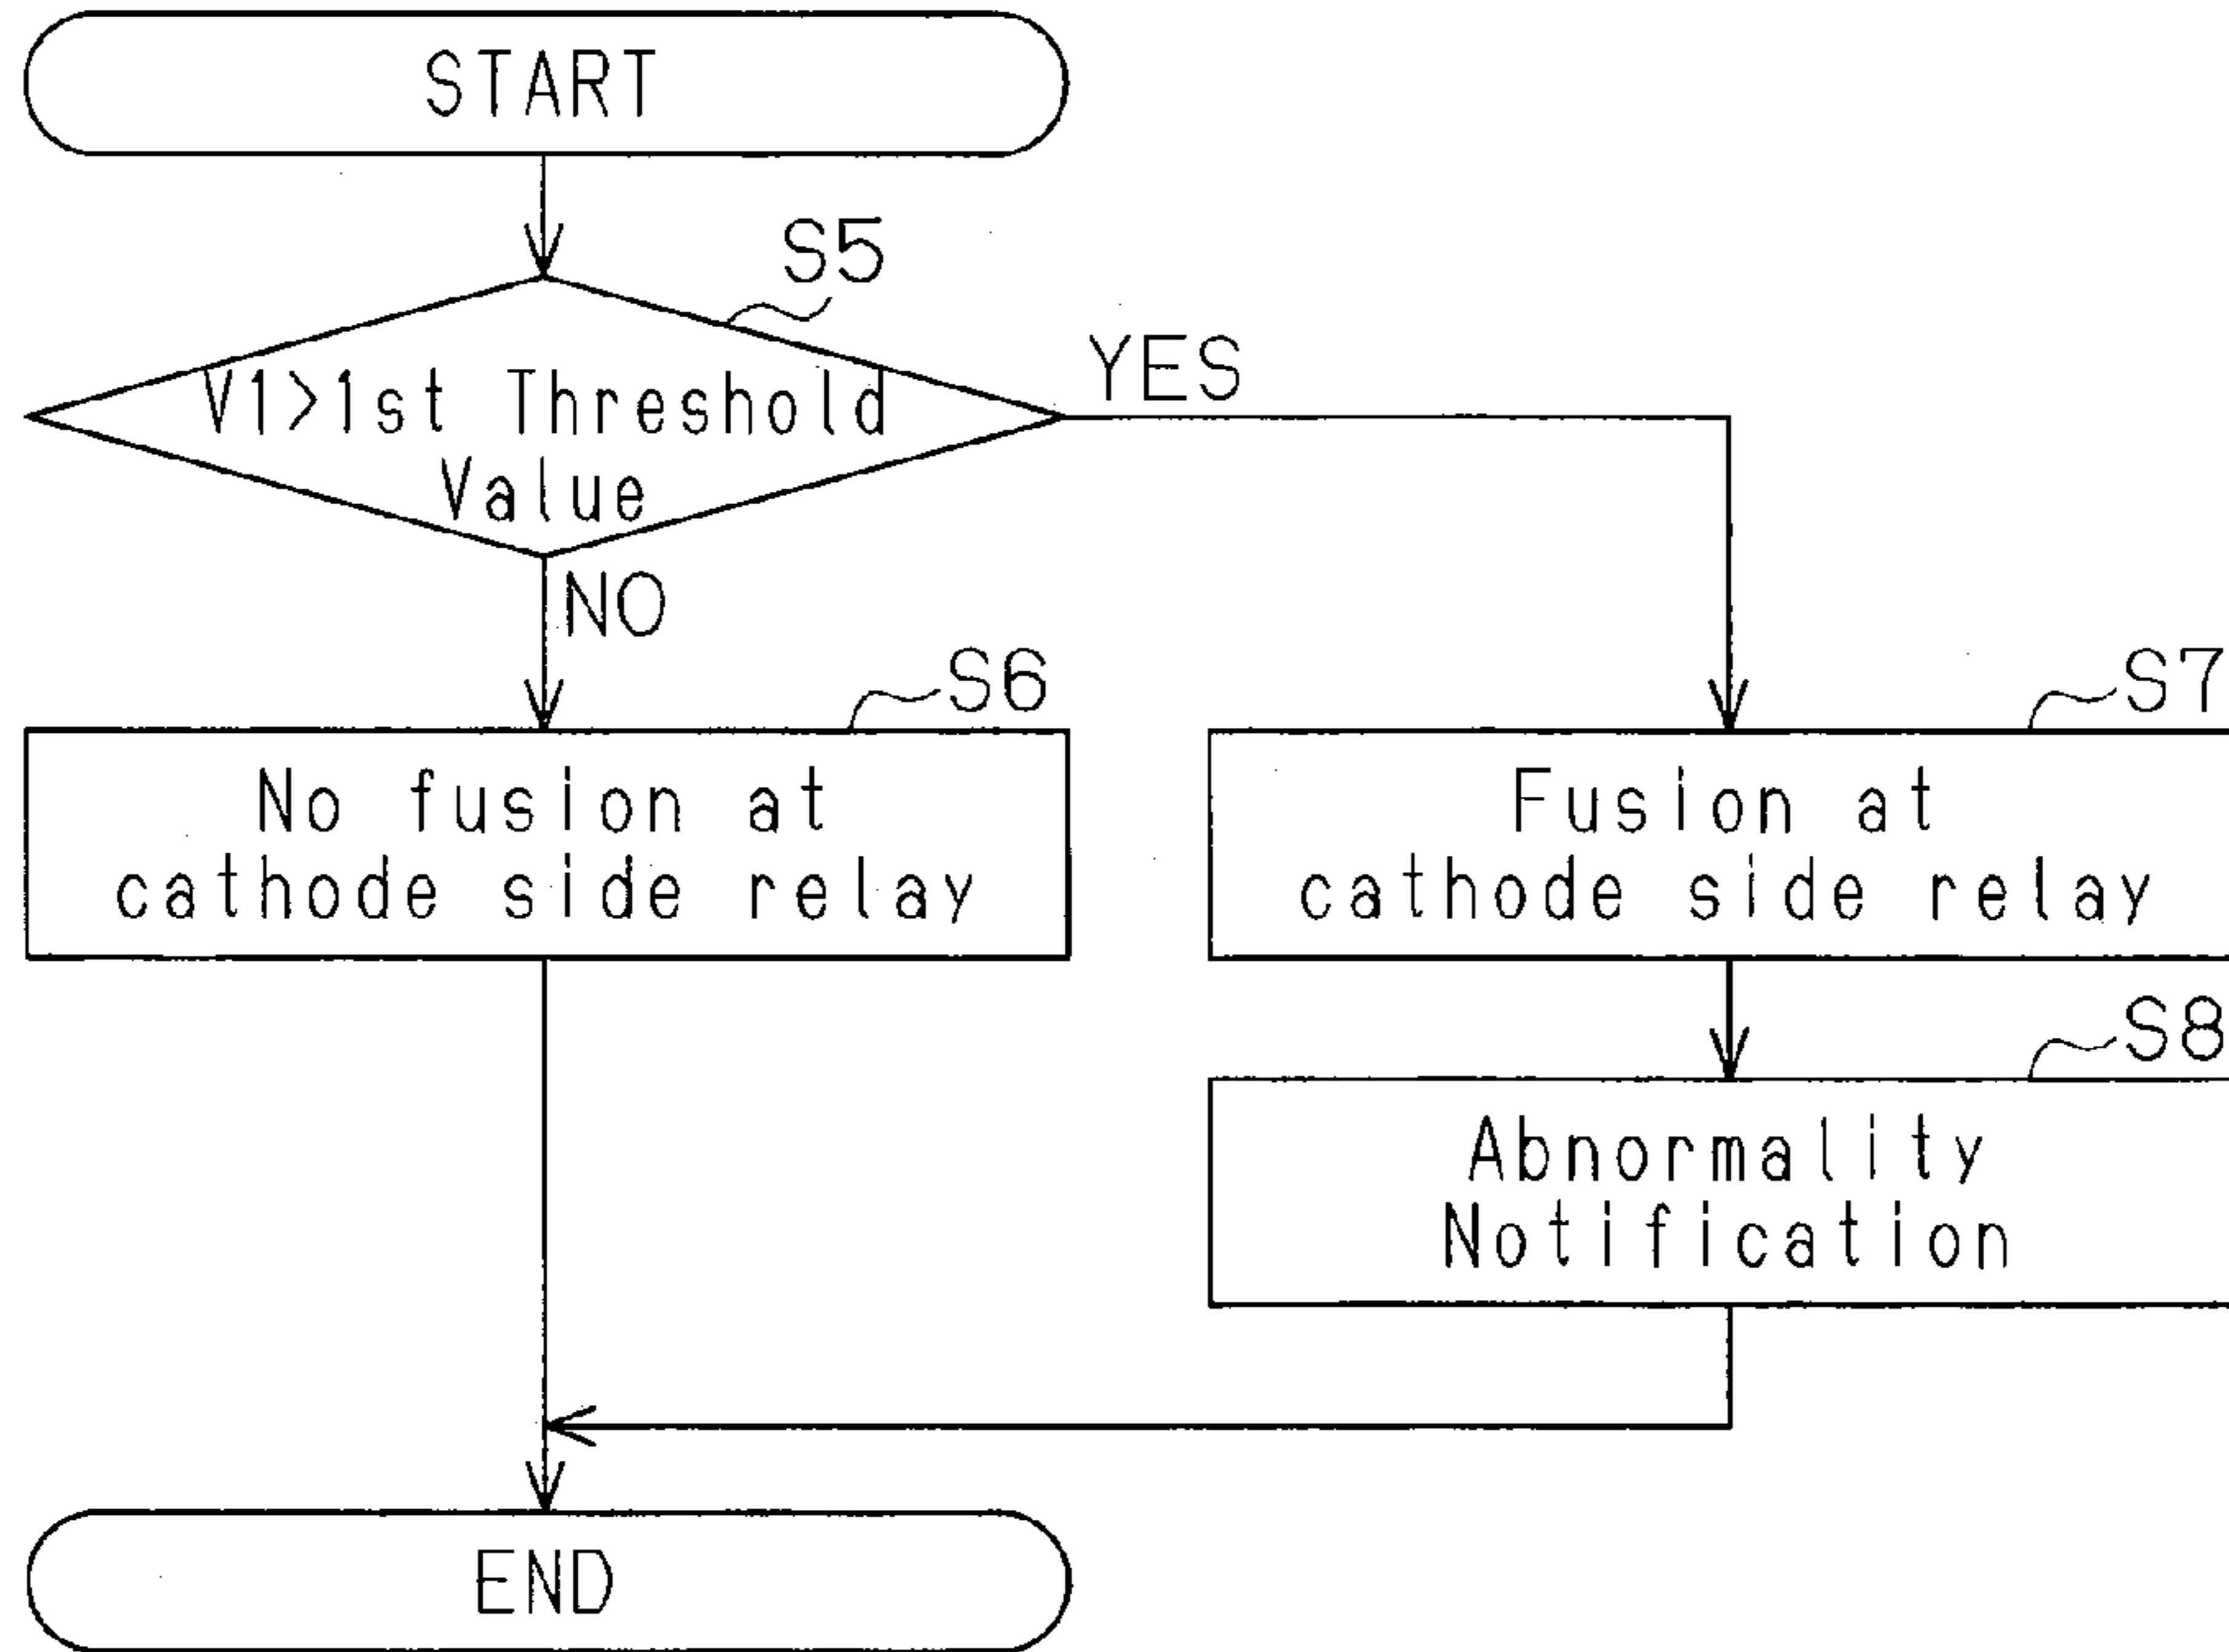 START
S5
V1>1st Threshold
Value
YES
NO
S6
No fusion at
cathode side relay
S7
Fusion at
cathode side relay
S8
Abnormality
Notification
END